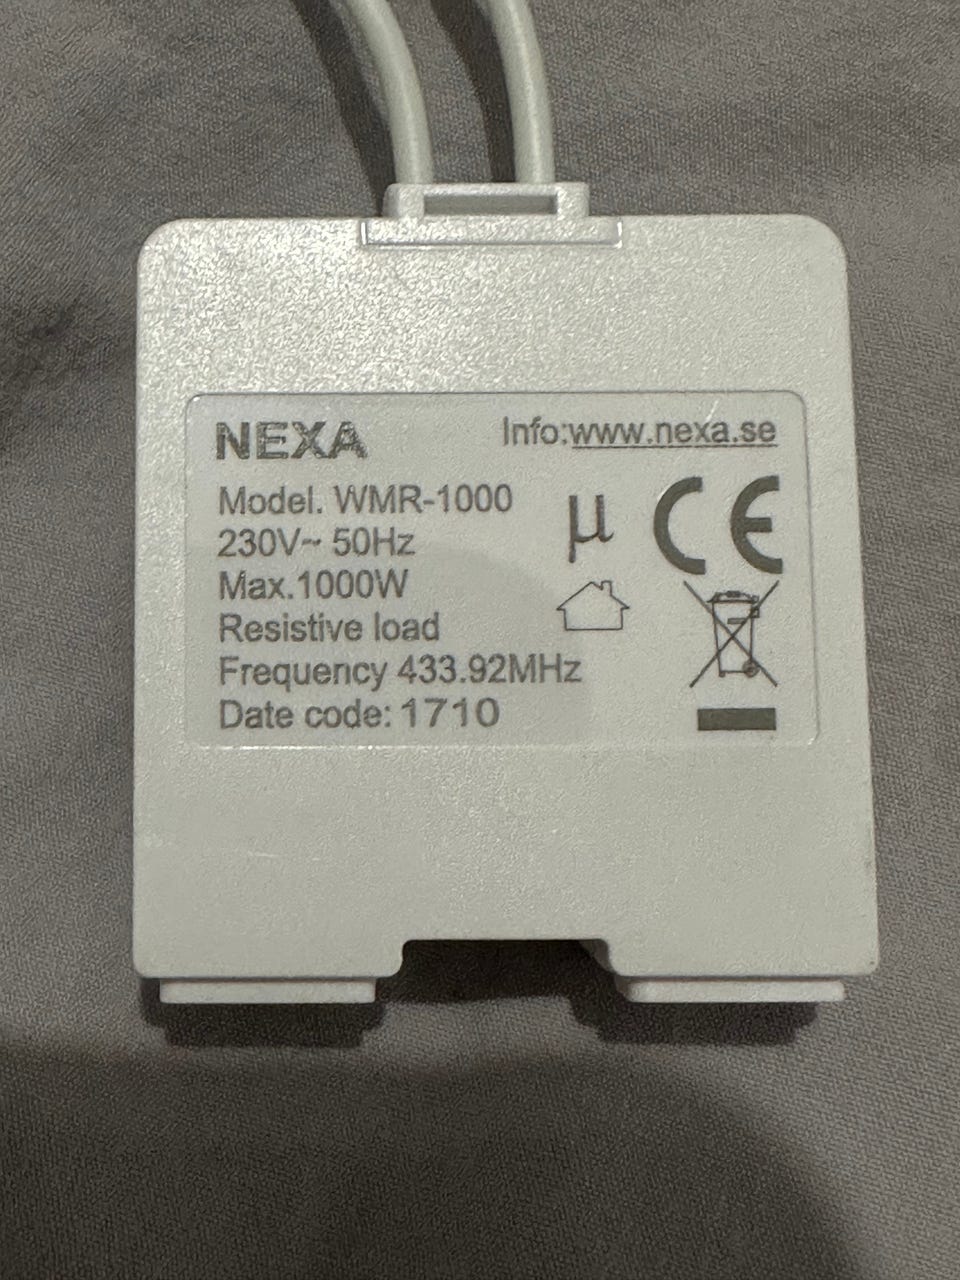 NEXA Info:www.nexa.se
Model. WMR-1000
230V~ 50Hz
Max.1000W
Resistive load
Frequency 433.92MHz
Date code: 1710
μ CE